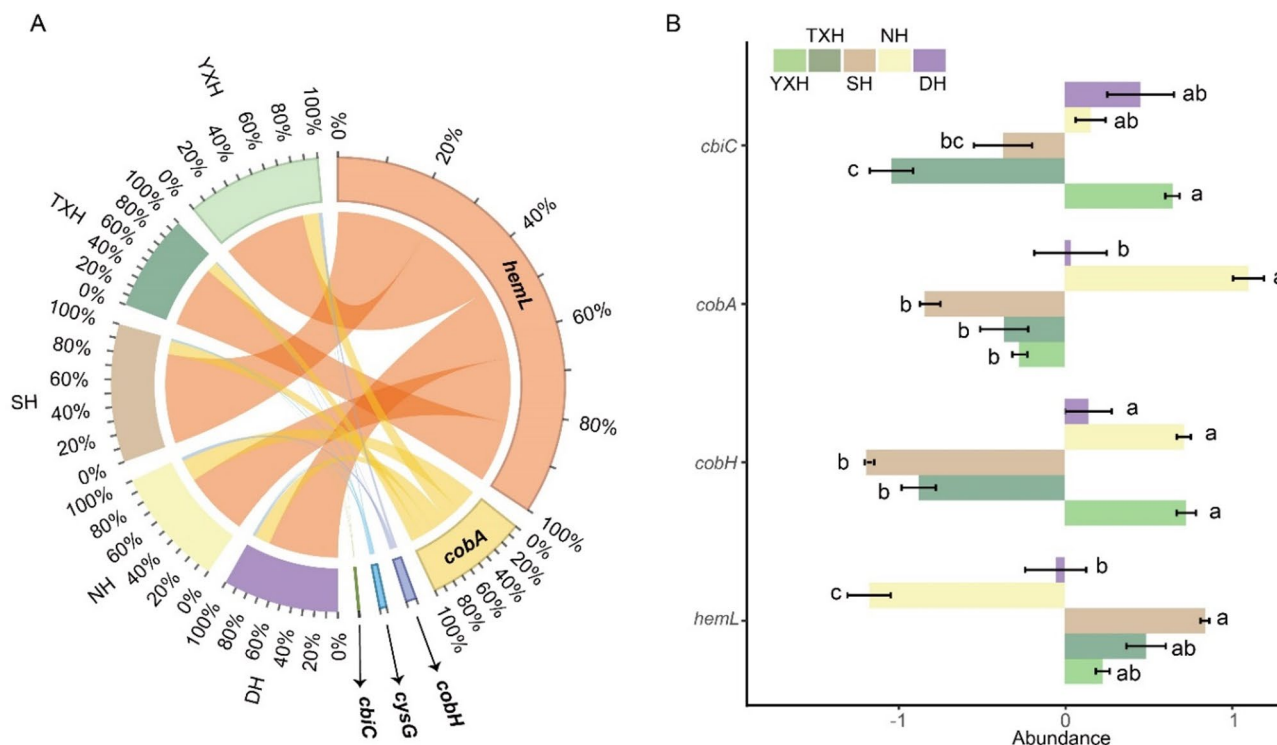 A
YXH
0% 20% 40% 60% 80% 100%
TXH
0% 20% 40% 60% 80% 100%
SH
0% 20% 40% 60% 80% 100%
NH
0% 20% 40% 60% 80% 100%
DH
0% 20% 40% 60% 80% 100%
hemL
0% 20% 40% 60% 80% 100%
cobA
0% 20% 40% 60% 80% 100%
cbiC
cysG
cobH
B
TXH NH
YXH SH DH
cbiC
ab
ab
bc
c
a
cobA
b
a
b
b
b
cobH
a
a
b
b
a
hemL
b
c
a
ab
ab
-1 0 1
Abundance